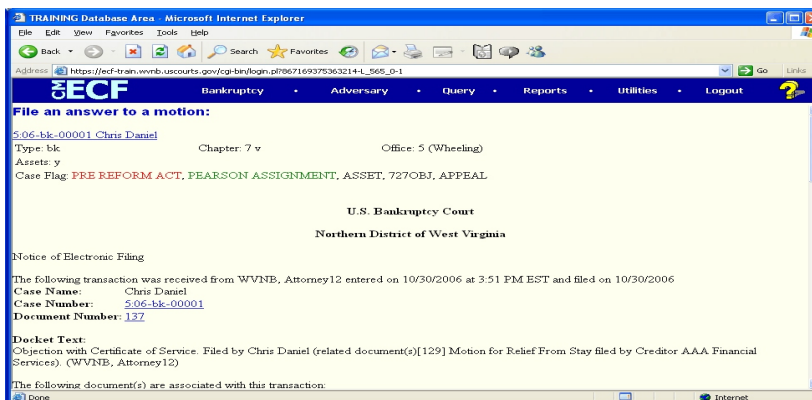 TRAINING Database Area - Microsoft Internet Explorer
File Edit View Favorites Tools Help
Back Search Favorites
Address https://ecf-train.wvnb.uscourts.gov/cgi-bin/login.pl?867169375363214-L_565_0-1 Go Links
CM ECF Bankruptcy • Adversary • Query • Reports • Utilities • Logout ?
File an answer to a motion:
5:06-bk-00001 Chris Daniel
Type: bk Chapter: 7 v Office: 5 (Wheeling)
Assets: y
Case Flag: PRE REFORM ACT, PEARSON ASSIGNMENT, ASSET, 727OBJ, APPEAL
U.S. Bankruptcy Court
Northern District of West Virginia
Notice of Electronic Filing
The following transaction was received from WVNB, Attorney12 entered on 10/30/2006 at 3:51 PM EST and filed on 10/30/2006
Case Name: Chris Daniel
Case Number: 5:06-bk-00001
Document Number: 137
Docket Text:
Objection with Certificate of Service. Filed by Chris Daniel (related document(s)[129] Motion for Relief From Stay filed by Creditor AAA Financial
Services). (WVNB, Attorney12)
The following document(s) are associated with this transaction:
Done Internet